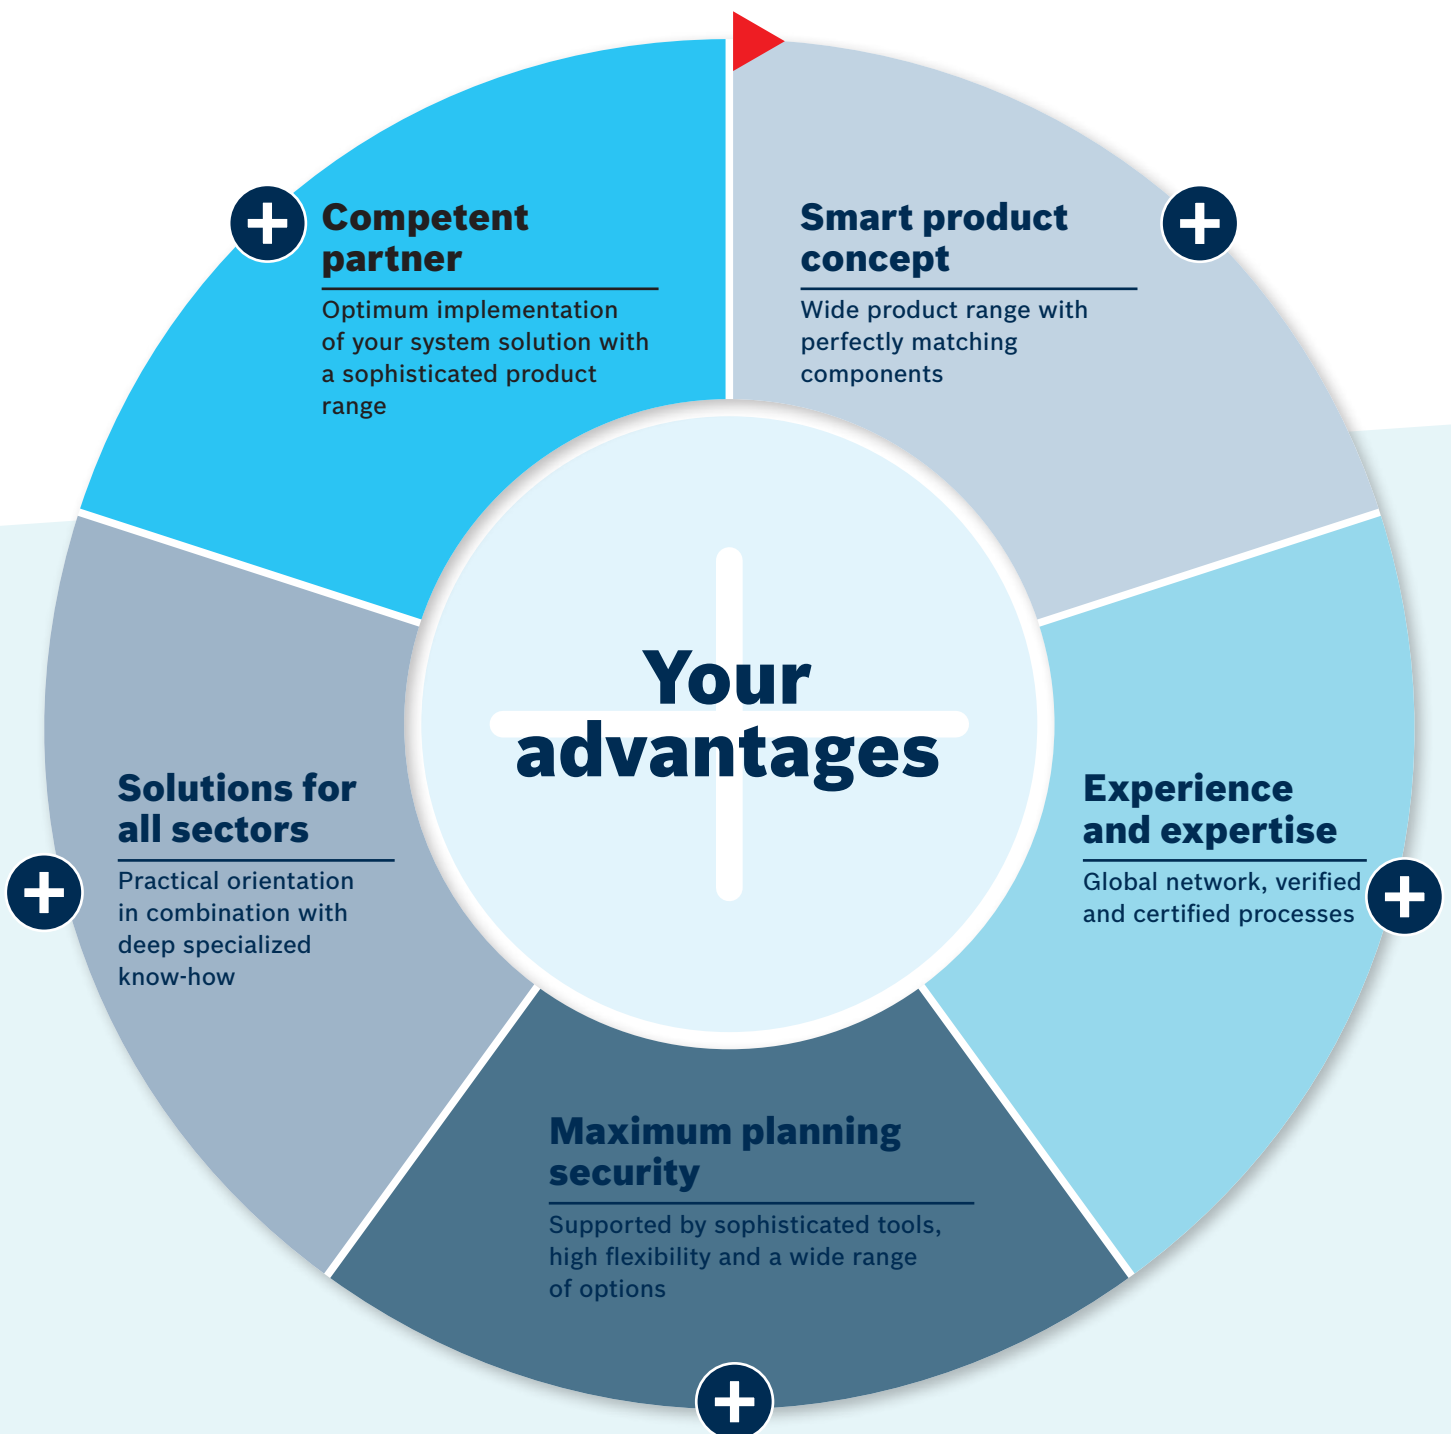 Your
advantages
Smart product
concept
Wide product range with
perfectly matching
components
Experience
and expertise
Global network, verified
and certified processes
Maximum planning
security
Supported by sophisticated tools,
high flexibility and a wide range
of options
Solutions for
all sectors
Practical orientation
in combination with
deep specialized
know-how
Competent
partner
Optimum implementation
of your system solution with
a sophisticated product
range